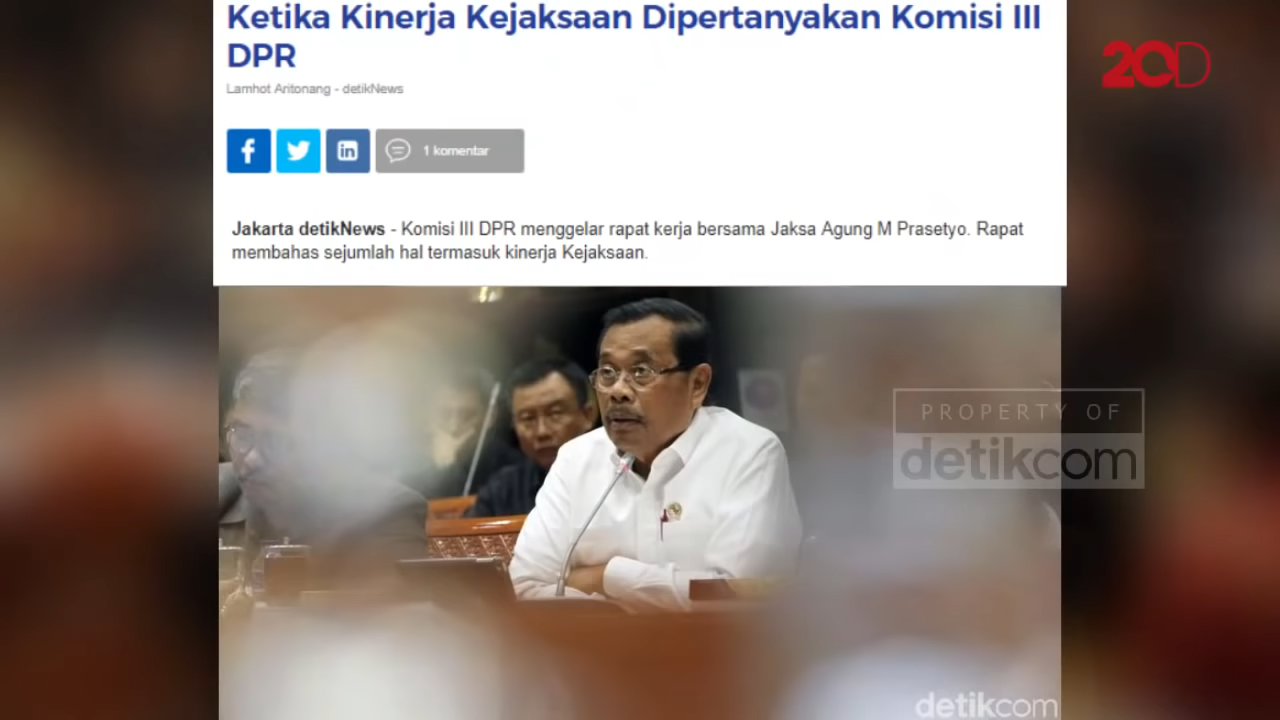 Ketika Kinerja Kejaksaan Dipertanyakan Komisi III
DPR
20D
Lamhot Aritonang - detikNews
f
in
1 komentar
Jakarta detikNews - Komisi III DPR menggelar rapat kerja bersama Jaksa Agung M Prasetyo. Rapat
membahas sejumlah hal termasuk kinerja Kejaksaan.
PROPERTY OF
detikcom
detikcom